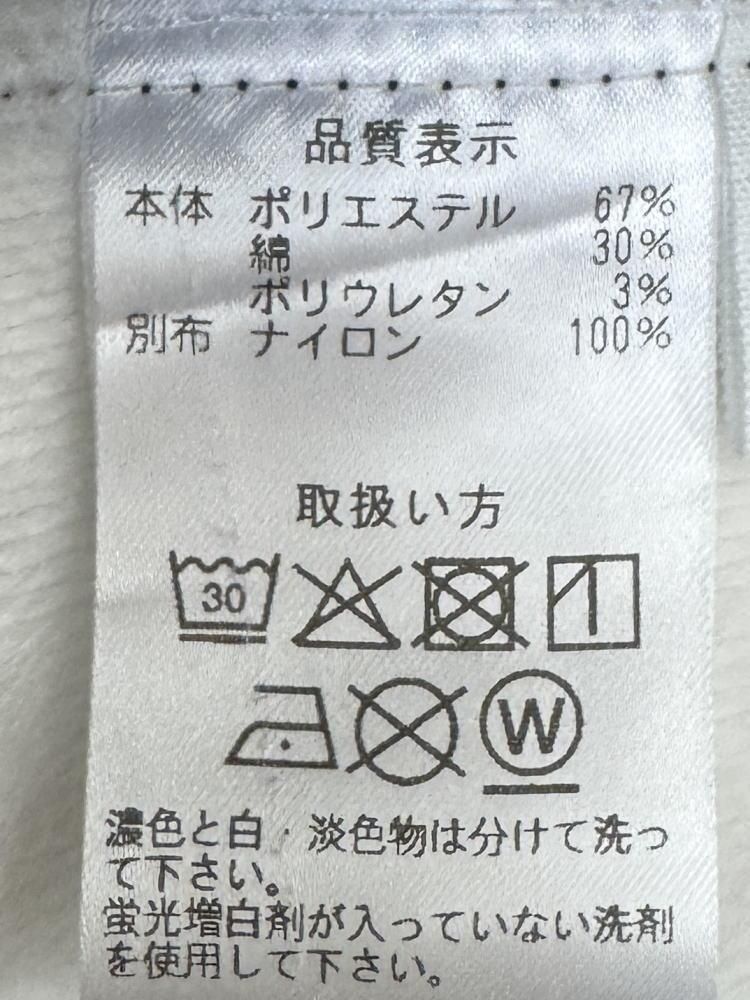 品質表示
本体 ポリエステル 67%
綿 30%
ポリウレタン 3%
別布 ナイロン 100%
取扱い方
30
W
濃色と白・淡色物は分けて洗っ
て下さい。
蛍光増白剤が入っていない洗剤
を使用して下さい。